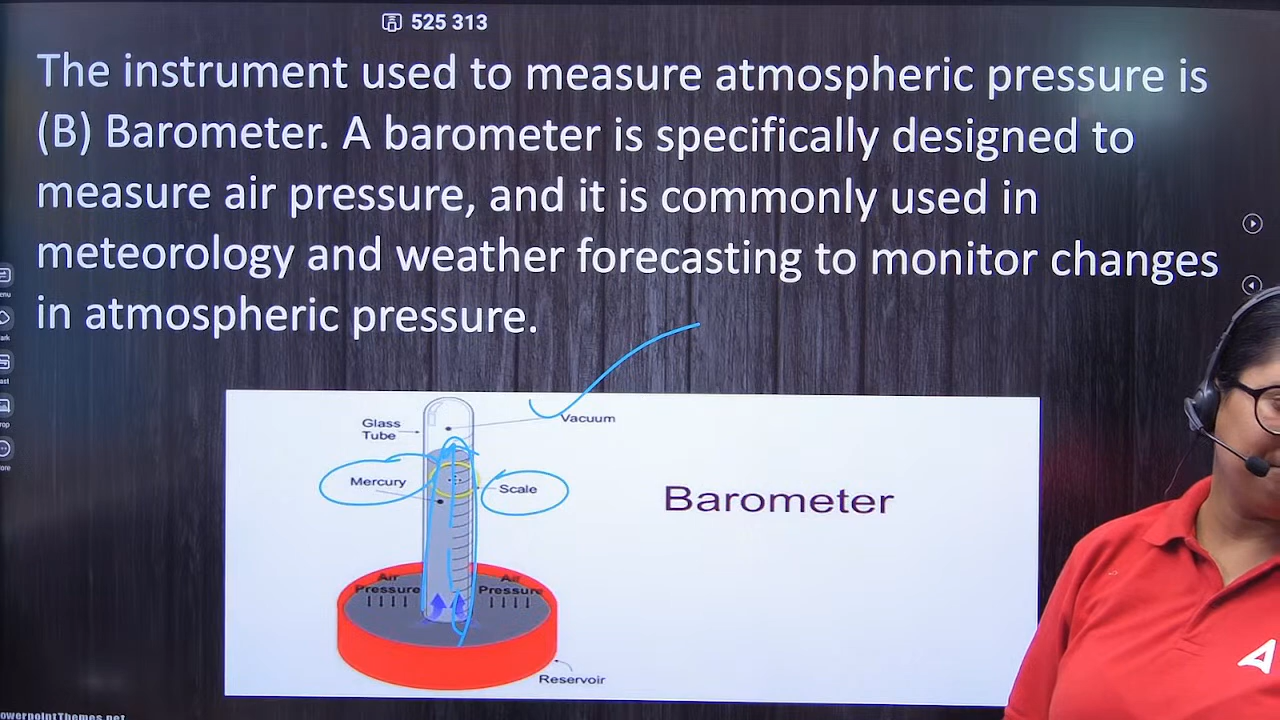 525 313
The instrument used to measure atmospheric pressure is
(B) Barometer. A barometer is specifically designed to
measure air pressure, and it is commonly used in
meteorology and weather forecasting to monitor changes
in atmospheric pressure.
Glass
Tube
Vacuum
Mercury
Scale
Barometer
Air
Pressure
Air
Pressure
Reservoir
owerpointThemes.net